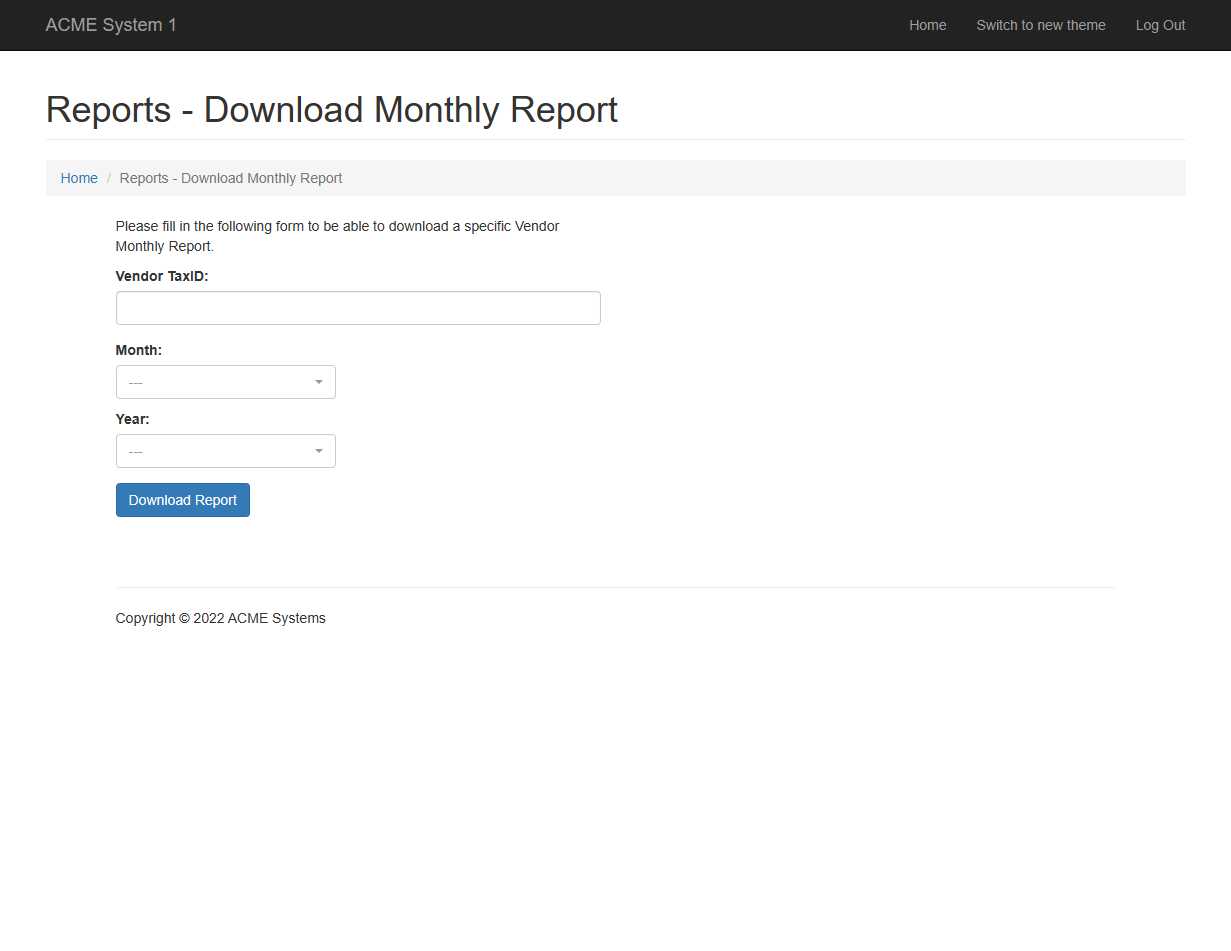 ACME System 1
Home
Switch to new theme
Log Out
Reports - Download Monthly Report
Home / Reports - Download Monthly Report
Please fill in the following form to be able to download a specific Vendor
Monthly Report.
Vendor TaxID:
Month:
---
Year:
---
Download Report
Copyright © 2022 ACME Systems